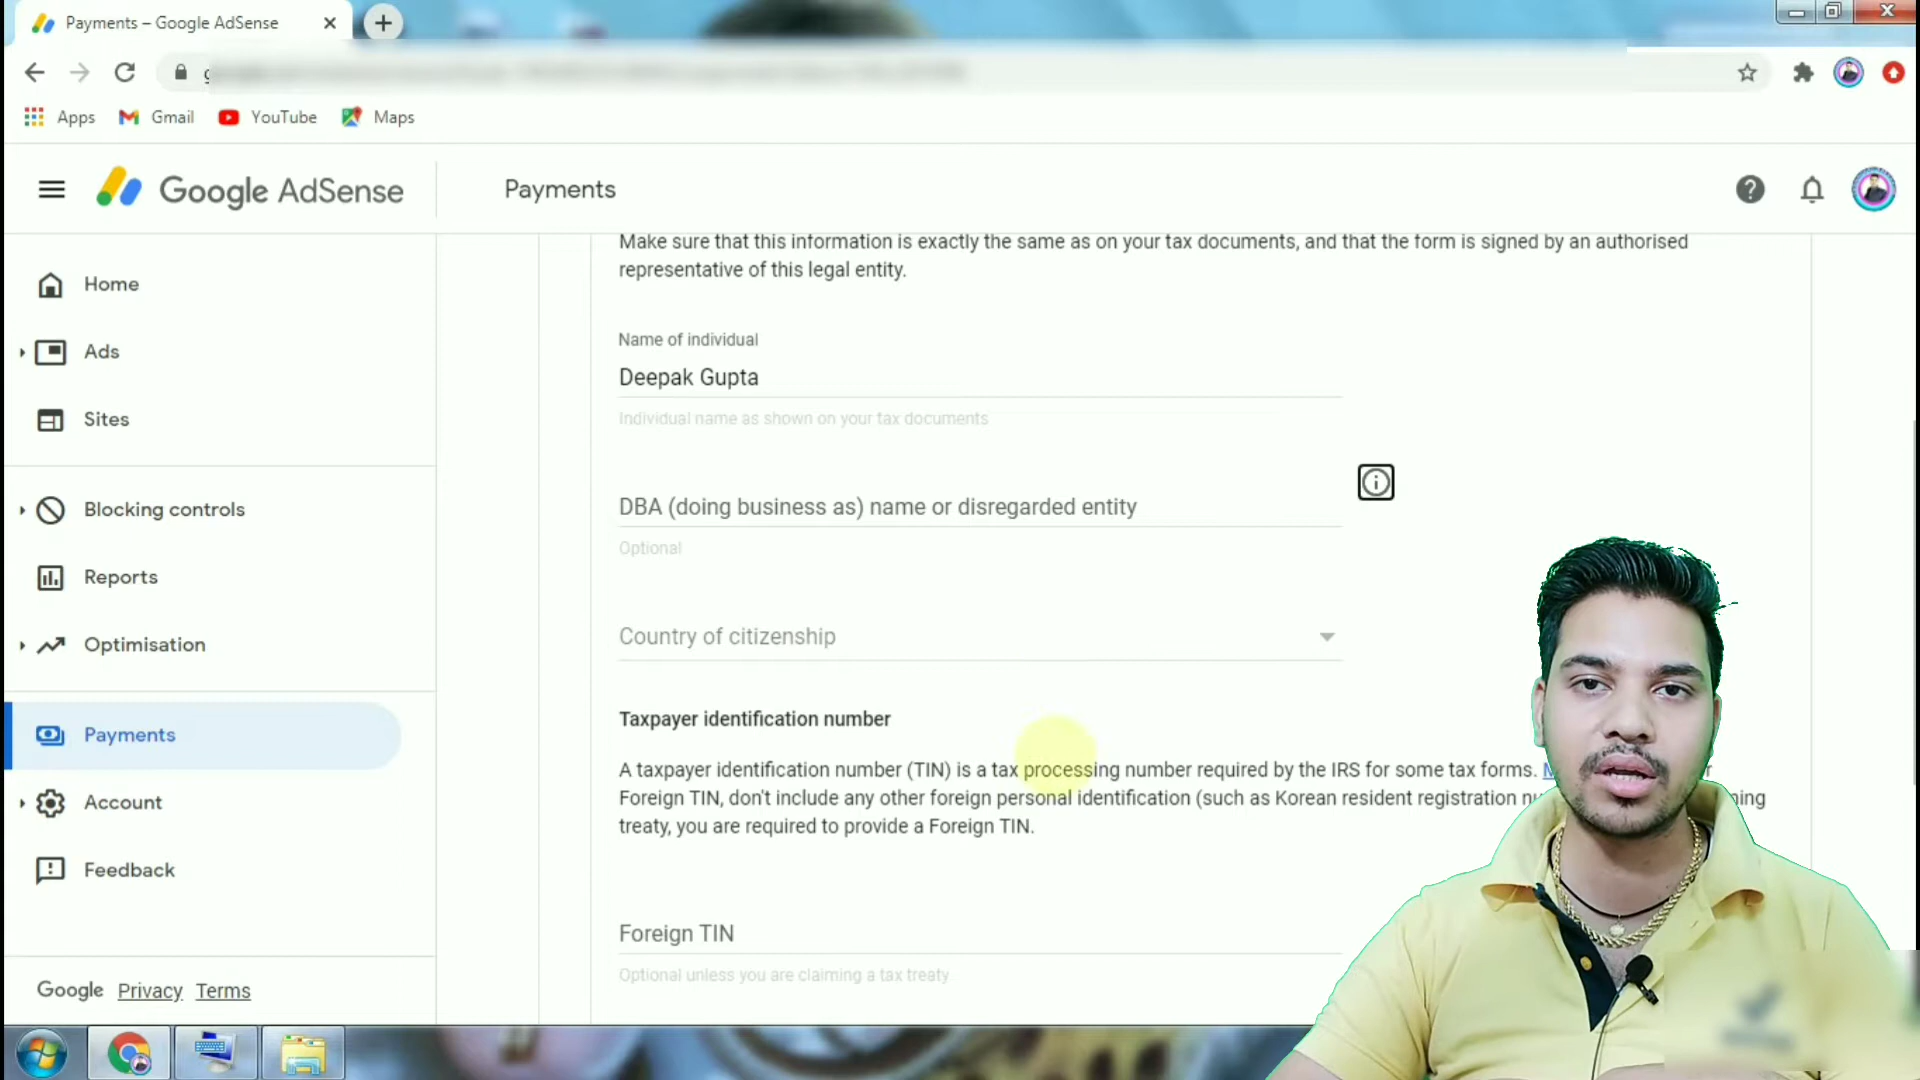 Payments – Google AdSense
Apps Gmail YouTube Maps
Google AdSense
Payments
Home
Ads
Sites
Blocking controls
Reports
Optimisation
Payments
Account
Feedback
Google Privacy Terms
Make sure that this information is exactly the same as on your tax documents, and that the form is signed by an authorised
representative of this legal entity.
Name of individual
Deepak Gupta
Individual name as shown on your tax documents
DBA (doing business as) name or disregarded entity
Optional
Country of citizenship
Taxpayer identification number
A taxpayer identification number (TIN) is a tax processing number required by the IRS for some tax forms.
Foreign TIN, don't include any other foreign personal identification (such as Korean resident registration
treaty, you are required to provide a Foreign TIN.
Foreign TIN
Optional unless you are claiming a tax treaty